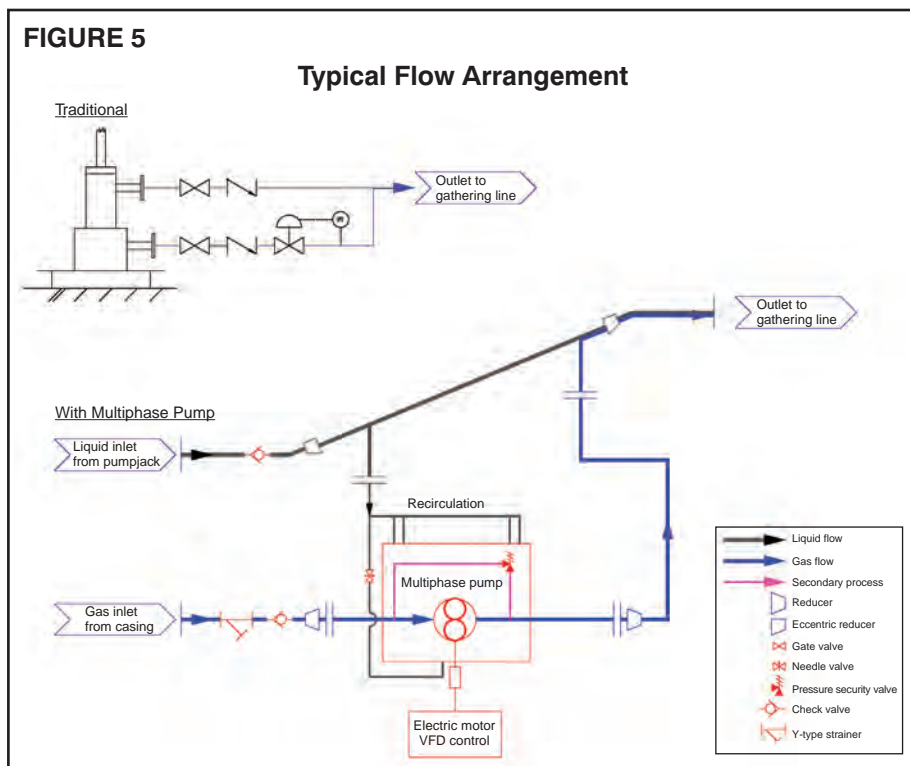 FIGURE 5
Typical Flow Arrangement
Traditional
Outlet to
gathering line
Outlet to
gathering line
With Multiphase Pump
Liquid inlet
from pumpjack
Recirculation
Multiphase pump
Gas inlet
from casing
Electric motor
VFD control
Liquid flow
Gas flow
Secondary process
Reducer
Eccentric reducer
Gate valve
Needle valve
Pressure security valve
Check valve
Y-type strainer